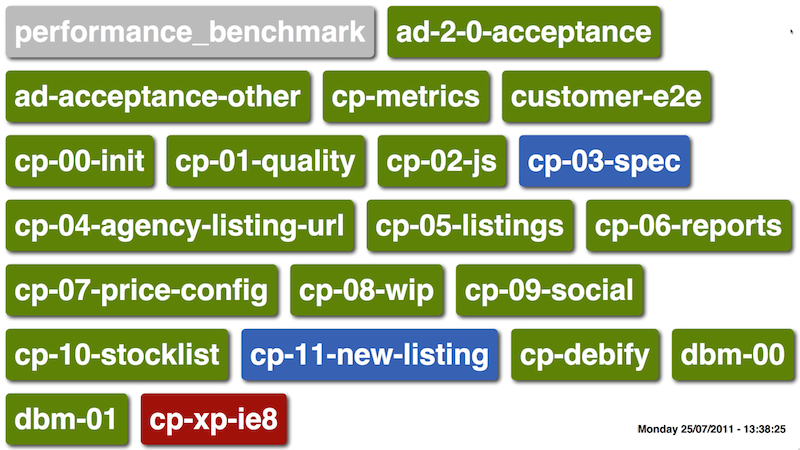 performance_benchmark ad-2-0-acceptance
ad-acceptance-other cp-metrics customer-e2e
cp-00-init cp-01-quality cp-02-js cp-03-spec
cp-04-agency-listing-url cp-05-listings cp-06-reports
cp-07-price-config cp-08-wip cp-09-social
cp-10-stocklist cp-11-new-listing cp-debify dbm-00
dbm-01 cp-xp-ie8
Monday 25/07/2011 - 13:38:25